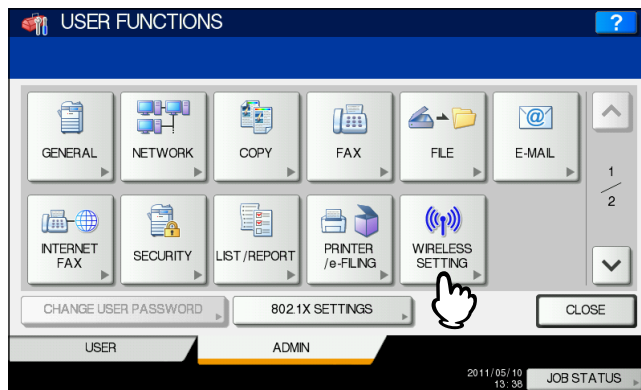 USER FUNCTIONS
?
GENERAL
NETWORK
COPY
FAX
FILE
E-MAIL
1
2
INTERNET
FAX
SECURITY
LIST/REPORT
PRINTER
/e-FILING
WIRELESS
SETTING
CHANGE USER PASSWORD
802.1X SETTINGS
CLOSE
USER
ADMIN
2011/05/10
13:38
JOB STATUS